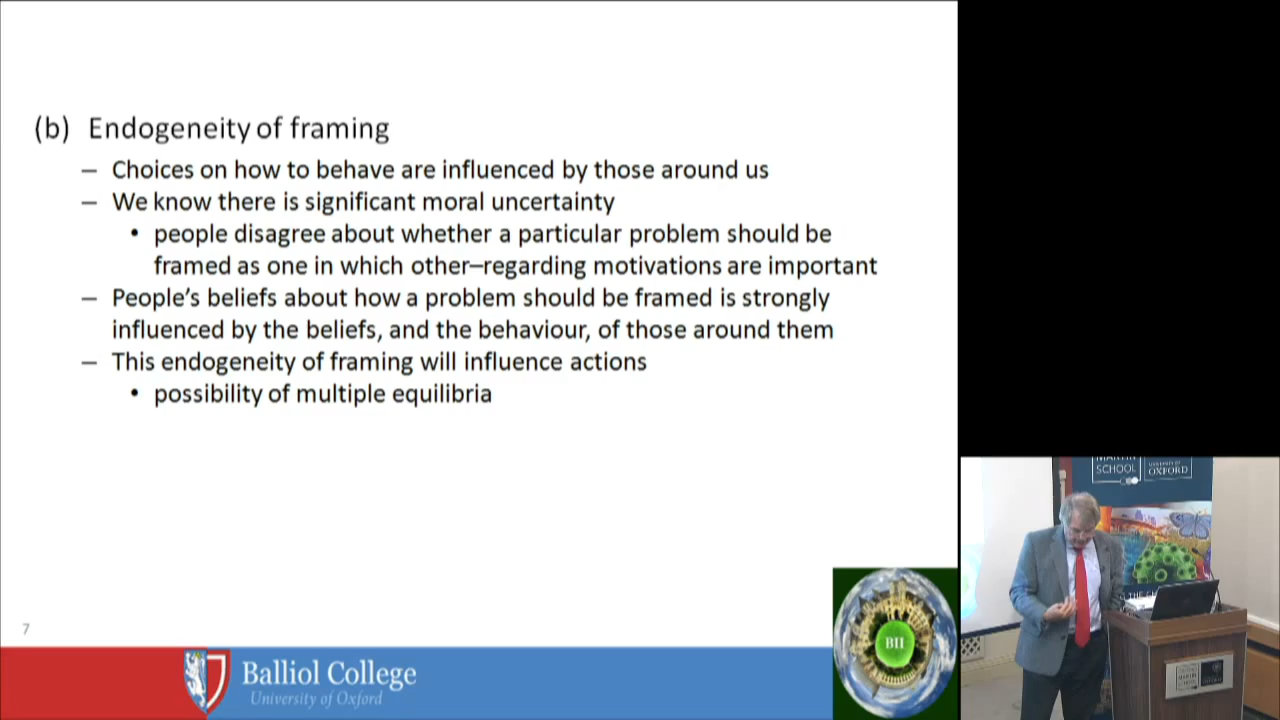 (b) Endogeneity of framing
– Choices on how to behave are influenced by those around us
– We know there is significant moral uncertainty
• people disagree about whether a particular problem should be
framed as one in which other–regarding motivations are important
– People's beliefs about how a problem should be framed is strongly
influenced by the beliefs, and the behaviour, of those around them
– This endogeneity of framing will influence actions
• possibility of multiple equilibria
7
Balliol College
University of Oxford
BII
MARTIN
SCHOOL
UNIVERSITY OF
OXFORD